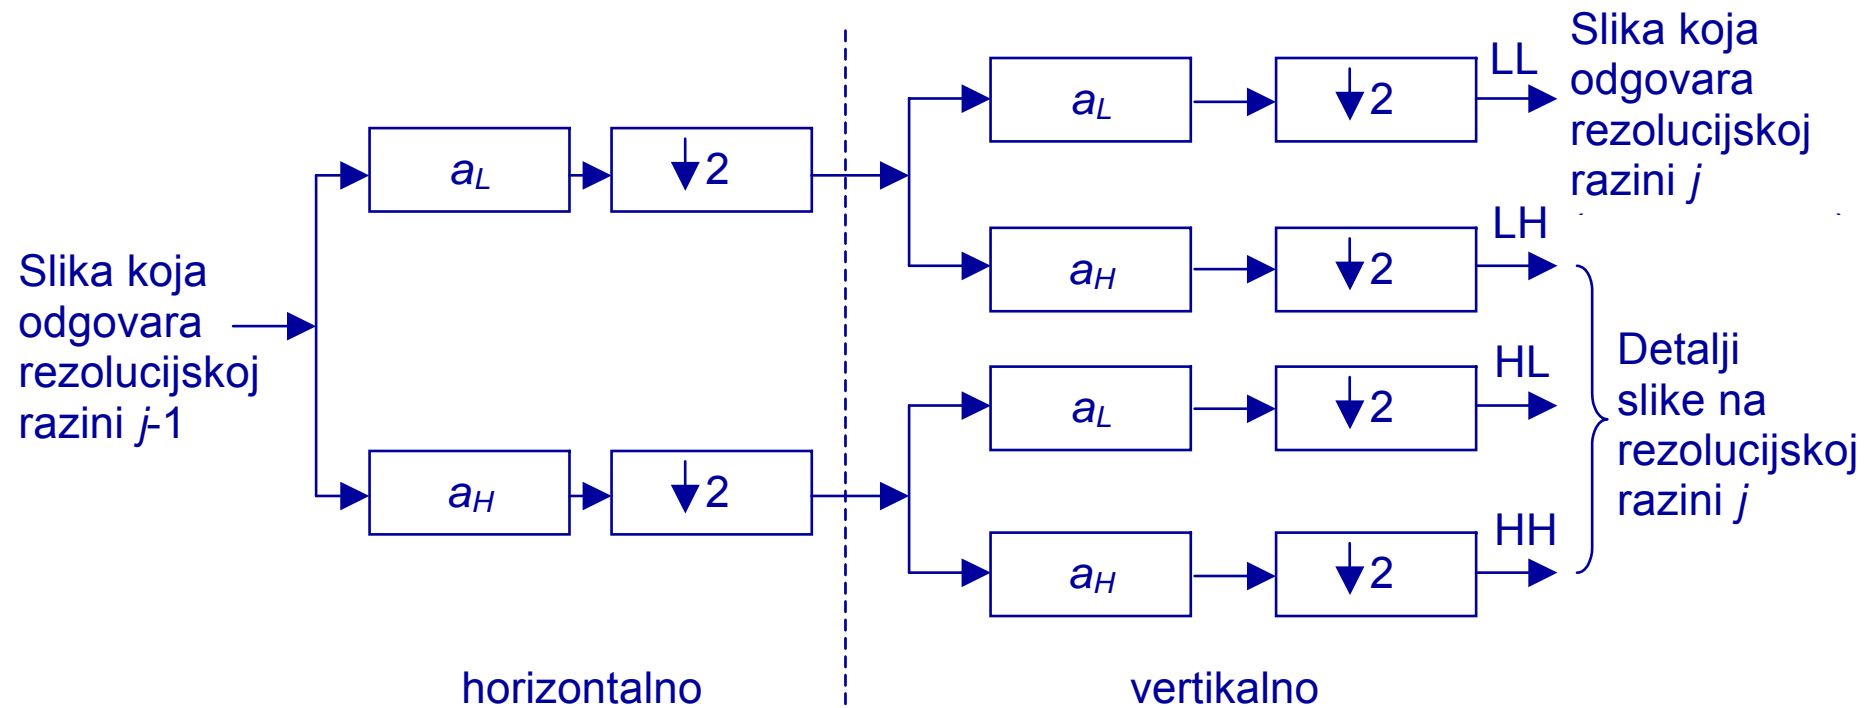 Slika koja
odgovara
rezolucijskoj
razini j-1
a_L
↓2
a_H
↓2
a_L
↓2
LL
a_H
↓2
LH
a_L
↓2
HL
a_H
↓2
HH
Slika koja
odgovara
rezolucijskoj
razini j
Detalji
slike na
rezolucijskoj
razini j
horizontalno
vertikalno